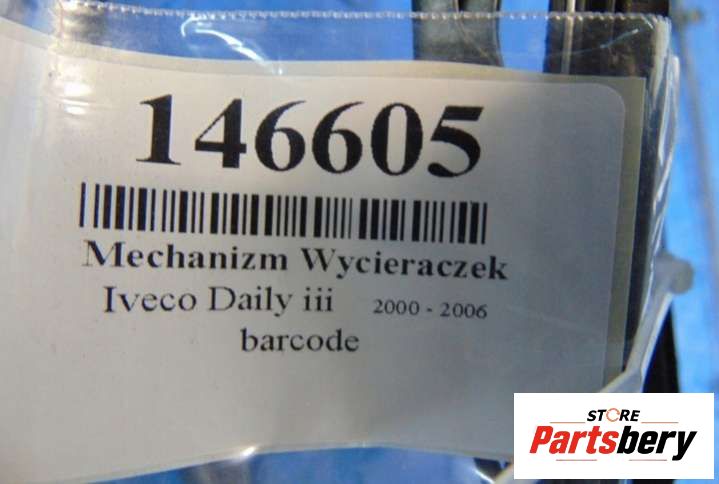 146605
Mechanizm Wycieraczek
Iveco Daily iii 2000 - 2006
barcode
STORE
Partsbery